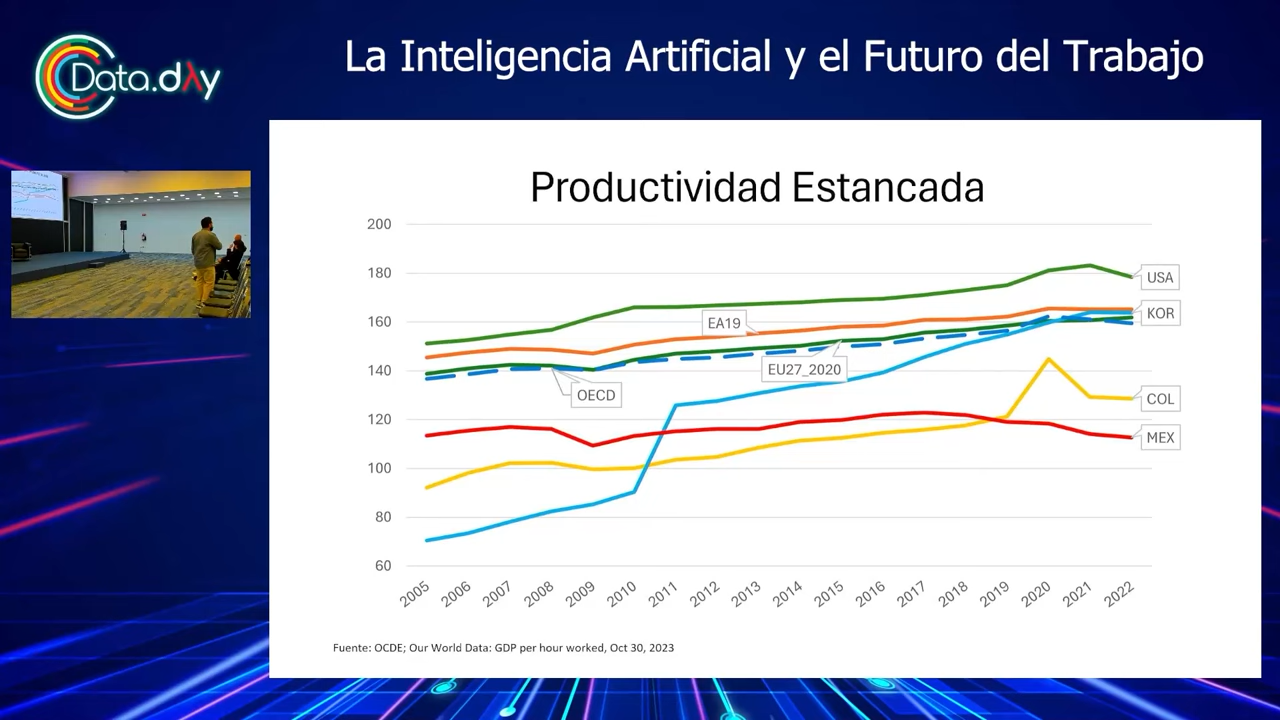 La Inteligencia Artificial y el Futuro del Trabajo
Data.dλy
Productividad Estancada
200
180
160
140
120
100
80
60
USA
EA19
KOR
EU27_2020
OECD
COL
MEX
2005
2006
2007
2008
2009
2010
2011
2012
2013
2014
2015
2016
2017
2018
2019
2020
2021
2022
Fuente: OCDE; Our World Data: GDP per hour worked, Oct 30, 2023